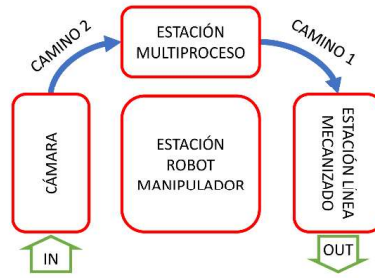 CAMINO 2
ESTACIÓN
MULTIPROCESO
CAMINO 1
CÁMARA
ESTACIÓN
ROBOT
MANIPULADOR
ESTACIÓN LÍNEA
MECANIZADO
IN
OUT